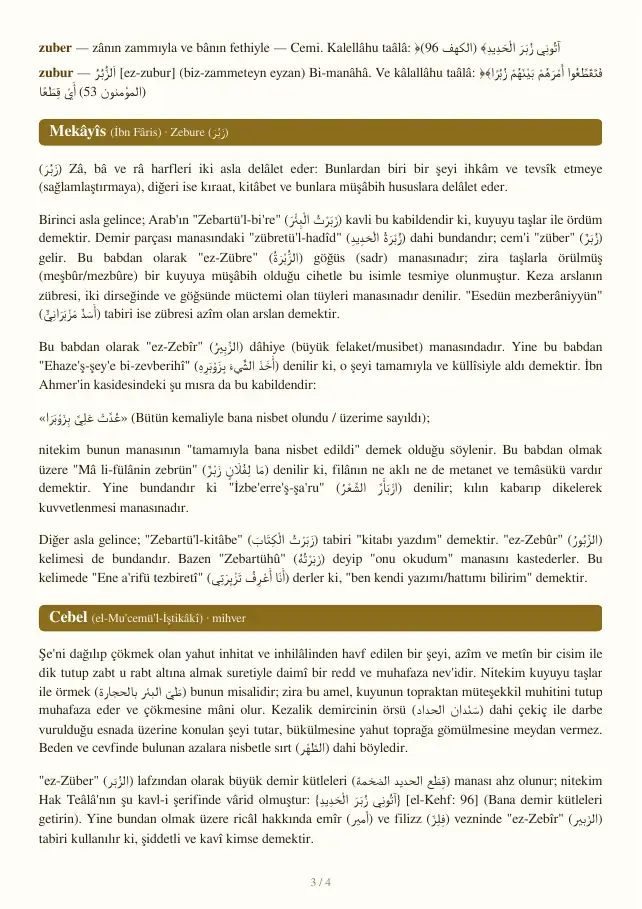 zuber — zânın zammıyla ve bânın fethiyle — Cemi. Kalellâhu taâlâ: ﴿آتُونِي زُبَرَ الْحَدِيدِ﴾ (الكهف 96)
zubur — اَلزُّبُرُ [ez-zubur] (biz-zammeteyn eyzan) Bi-manâhâ. Ve kâlallâhu taâlâ: ﴿فَتَقَطَّعُوا أَمْرَهُمْ بَيْنَهُمْ زُبُرًا﴾
(المؤمنون 53) أَيْ قِطَعًا
Mekâyîs (İbn Fâris) · Zebure (زَبَرَ)
(زَبَرَ) Zâ, bâ ve râ harfleri iki asla delâlet eder: Bunlardan biri bir şeyi ihkâm ve tevsîk etmeye
(sağlamlaştırmaya), diğeri ise kıraat, kitâbet ve bunlara müşâbih hususlara delâlet eder.
Birinci asla gelince; Arab'ın "Zebartü'l-bi're" (زَبَرْتُ الْبِئْرَ) kavli bu kabildendir ki, kuyuyu taşlar ile ördüm
demektir. Demir parçası manasındaki "zübretü'l-hadîd" (زُبْرَةُ الْحَدِيدِ) dahi bundandır; cem'i "züber" (زُبَرٌ)
gelir. Bu babdan olarak "ez-Zübre" (الزُّبْرَةُ) göğüs (sadr) manasınadır; zira taşlarla örülmüş
(meşbûr/mezbûre) bir kuyuya müşâbih olduğu cihetle bu isimle tesmiye olunmuştur. Keza arslanın
zübresi, iki dirseğinde ve göğsünde müctemi olan tüyleri manasınadır denilir. "Esedün mezberâniyyün"
(أَسَدٌ مَزْبَرَانِيٌّ) tabiri ise zübresi azîm olan arslan demektir.
Bu babdan olarak "ez-Zebîr" (الزَّبِيرُ) dâhiye (büyük felaket/musibet) manasındadır. Yine bu babdan
"Ehaze'ş-şey'e bi-zevberihî" (أَخَذَ الشَّيءَ بِزَوْبَرِهِ) denilir ki, o şeyi tamamıyla ve küllîsiyle aldı demektir. İbn
Ahmer'in kasidesindeki şu mısra da bu kabildendir:
«عُدَّتْ عَلَيَّ بِزَوْبَرَا» (Bütün kemaliyle bana nisbet olundu / üzerime sayıldı);
nitekim bunun manasının "tamamıyla bana nisbet edildi" demek olduğu söylenir. Bu babdan olmak
üzere "Mâ li-fülânin zebrün" (مَا لِفُلَانٍ زَبْرٌ) denilir ki, filânın ne aklı ne de metanet ve temâsükü vardır
demektir. Yine bundandır ki "İzbe'erre'ş-şa'ru" (ازْبَأَرَّ الشَّعْرُ) denilir; kılın kabarıp dikelerek
kuvvetlenmesi manasınadır.
Diğer asla gelince; "Zebartü'l-kitâbe" (زَبَرْتُ الْكِتَابَ) tabiri "kitabı yazdım" demektir. "ez-Zebûr" (الزَّبُورُ)
kelimesi de bundandır. Bazen "Zebartühû" (زَبَرْتُهُ) deyip "onu okudum" manasını kastederler. Bu
kelimede "Ene a'rifü tezbiretî" (أَنَا أَعْرِفُ تَزْبِرَتِي) derler ki, "ben kendi yazımı/hattımı bilirim" demektir.
Cebel (el-Mu'cemü'l-İştikâkî) · mihver
Şe'ni dağılıp çökmek olan yahut inhitat ve inhilâlinden havf edilen bir şeyi, azîm ve metîn bir cisim ile
dik tutup zabt u rabt altına almak suretiyle daimî bir redd ve muhafaza nev'idir. Nitekim kuyuyu taşlar
ile örmek (طَيّ البئر بالحجارة) bunun misalidir; zira bu amel, kuyunun topraktan müteşekkil muhitini tutup
muhafaza eder ve çökmesine mâni olur. Kezalik demircinin örsü (سَنْدان الحداد) dahi çekiç ile darbe
vurulduğu esnada üzerine konulan şeyi tutar, bükülmesine yahut toprağa gömülmesine meydan vermez.
Beden ve cevfinde bulunan azalara nisbetle sırt (الظَهْر) dahi böyledir.
"ez-Züber" (الزُبَر) lafzından olarak büyük demir kütleleri (قِطَع الحديد الضخمة) manası ahz olunur; nitekim
Hak Teâlâ'nın şu kavl-i şerifinde vârid olmuştur: {آتُونِي زُبَرَ الْحَدِيدِ} [el-Kehf: 96] (Bana demir kütleleri
getirin). Yine bundan olmak üzere ricâl hakkında emîr (أمير) ve filizz (فِلِزّ) vezninde "ez-Zebîr" (الزبير)
tabiri kullanılır ki, şiddetli ve kavî kimse demektir.
3 / 4